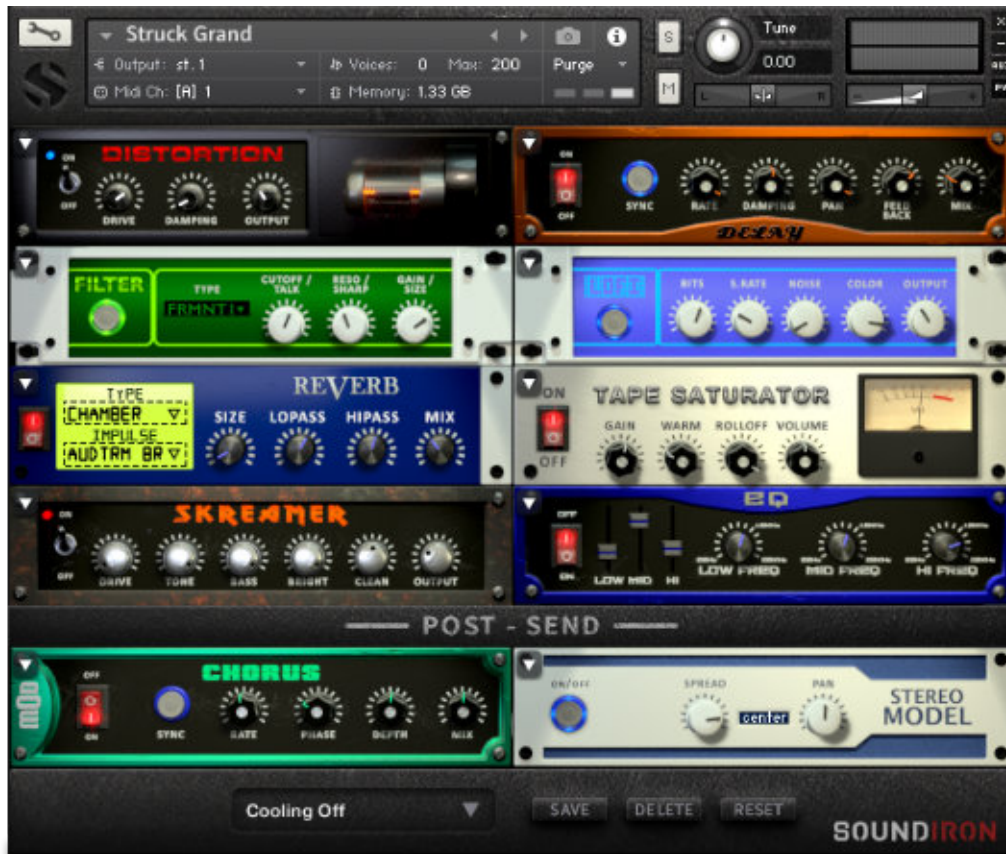 Struck Grand
Output: st.1
Voices: 0 Max: 200
Purge
Midi Ch: [A] 1
Memory: 1.33 GB
S
M
Tune
0.00
L
R
DISTORTION
ON
OFF
DRIVE DAMPING OUTPUT
ON
OFF
SYNC RATE DAMPING PAN FEED BACK MIX
DELAY
FILTER
TYPE
FRMNT1
CUTOFF / TALK
RESO / SHARP
GAIN / SIZE
LOFI
BITS S.RATE NOISE COLOR OUTPUT
REVERB
TYPE
CHAMBER
IMPULSE
AUDTRM BR
SIZE LOPASS HIPASS MIX
TAPE SATURATOR
ON
OFF
GAIN WARM ROLLOFF VOLUME
SKREAMER
ON
OFF
DRIVE TONE BASS BRIGHT CLEAN OUTPUT
EQ
OFF
ON
LOW MID HI
LOW FREQ MID FREQ HI FREQ
POST - SEND
CHORUS
OFF
ON
SYNC RATE PHASE DEPTH MIX
ON/OFF
SPREAD
center
PAN
STEREO
MODEL
Cooling Off
SAVE DELETE RESET
SOUNDIRON